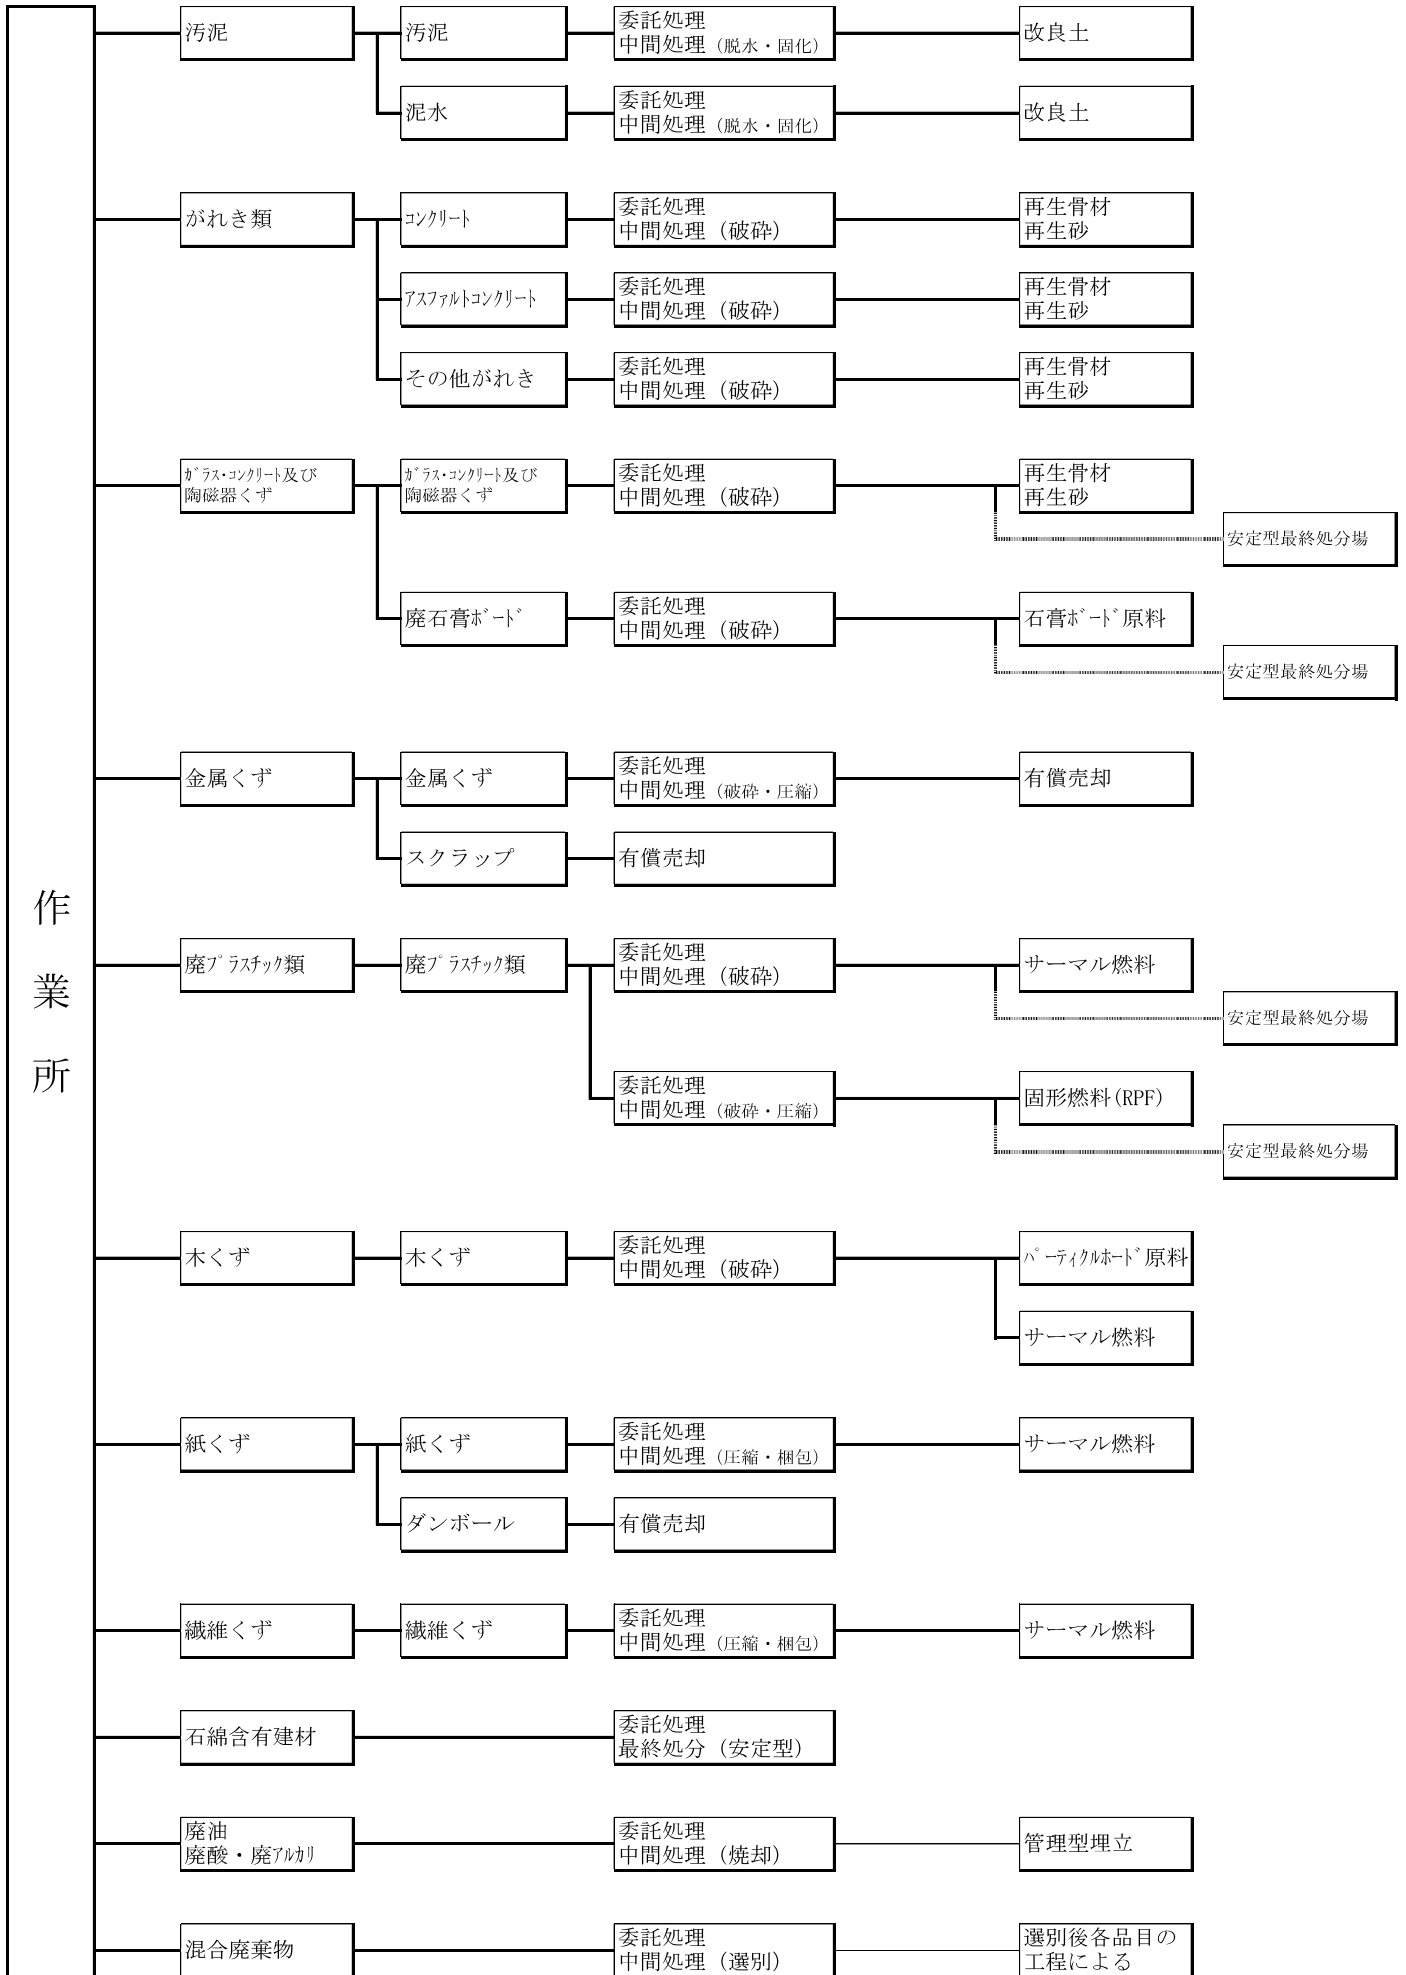 作
業
所
汚泥
汚泥
委託処理
中間処理（脱水・固化）
改良土
泥水
委託処理
中間処理（脱水・固化）
改良土
がれき類
ｺﾝｸﾘｰﾄ
委託処理
中間処理（破砕）
再生骨材
再生砂
ｱｽﾌｧﾙﾄｺﾝｸﾘｰﾄ
委託処理
中間処理（破砕）
再生骨材
再生砂
その他がれき
委託処理
中間処理（破砕）
再生骨材
再生砂
ｶﾞﾗｽ･ｺﾝｸﾘｰﾄ及び
陶磁器くず
ｶﾞﾗｽ･ｺﾝｸﾘｰﾄ及び
陶磁器くず
委託処理
中間処理（破砕）
再生骨材
再生砂
安定型最終処分場
廃石膏ﾎﾞｰﾄﾞ
委託処理
中間処理（破砕）
石膏ﾎﾞｰﾄﾞ原料
安定型最終処分場
金属くず
金属くず
委託処理
中間処理（破砕・圧縮）
有償売却
スクラップ
有償売却
廃ﾌﾟﾗｽﾁｯｸ類
廃ﾌﾟﾗｽﾁｯｸ類
委託処理
中間処理（破砕）
サーマル燃料
安定型最終処分場
委託処理
中間処理（破砕・圧縮）
固形燃料(RPF)
安定型最終処分場
木くず
木くず
委託処理
中間処理（破砕）
ﾊﾟｰﾃｨｸﾙﾎｰﾄﾞ原料
サーマル燃料
紙くず
紙くず
委託処理
中間処理（圧縮・梱包）
サーマル燃料
ダンボール
有償売却
繊維くず
繊維くず
委託処理
中間処理（圧縮・梱包）
サーマル燃料
石綿含有建材
委託処理
最終処分（安定型）
廃油
廃酸・廃ｱﾙｶﾘ
委託処理
中間処理（焼却）
管理型埋立
混合廃棄物
委託処理
中間処理（選別）
選別後各品目の
工程による